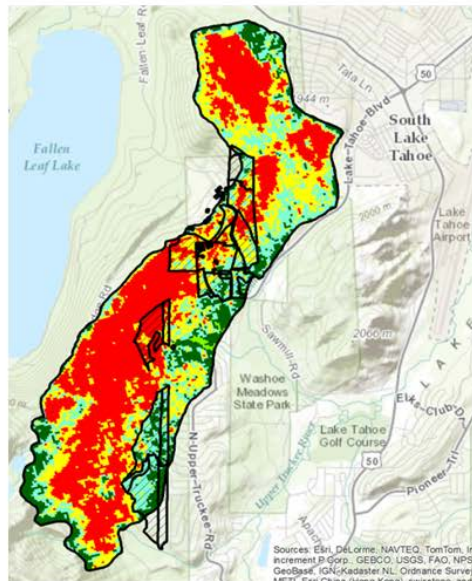 Fallen Leaf Rd
Tata Ln
50
944 m
South
Lake
Tahoe
Lake-Tahoe-Blvd
Fallen
Leaf Lake
2000 m
Lake
Tahoe
Airport
L A K E
Sawmill-Rd
2060 m
Washoe
Meadows
State Park
Elks-Club-Dr
Lake Tahoe
Golf Course
N-Upper-Truckee-Rd
Upper Truckee River
50
Pioneer-Trl
Sources: Esri, DeLorme, NAVTEQ, TomTom,
increment P Corp., GEBCO, USGS, FAO, NPS
GeoBase, IGN, Kadaster NL, Ordnance Surve